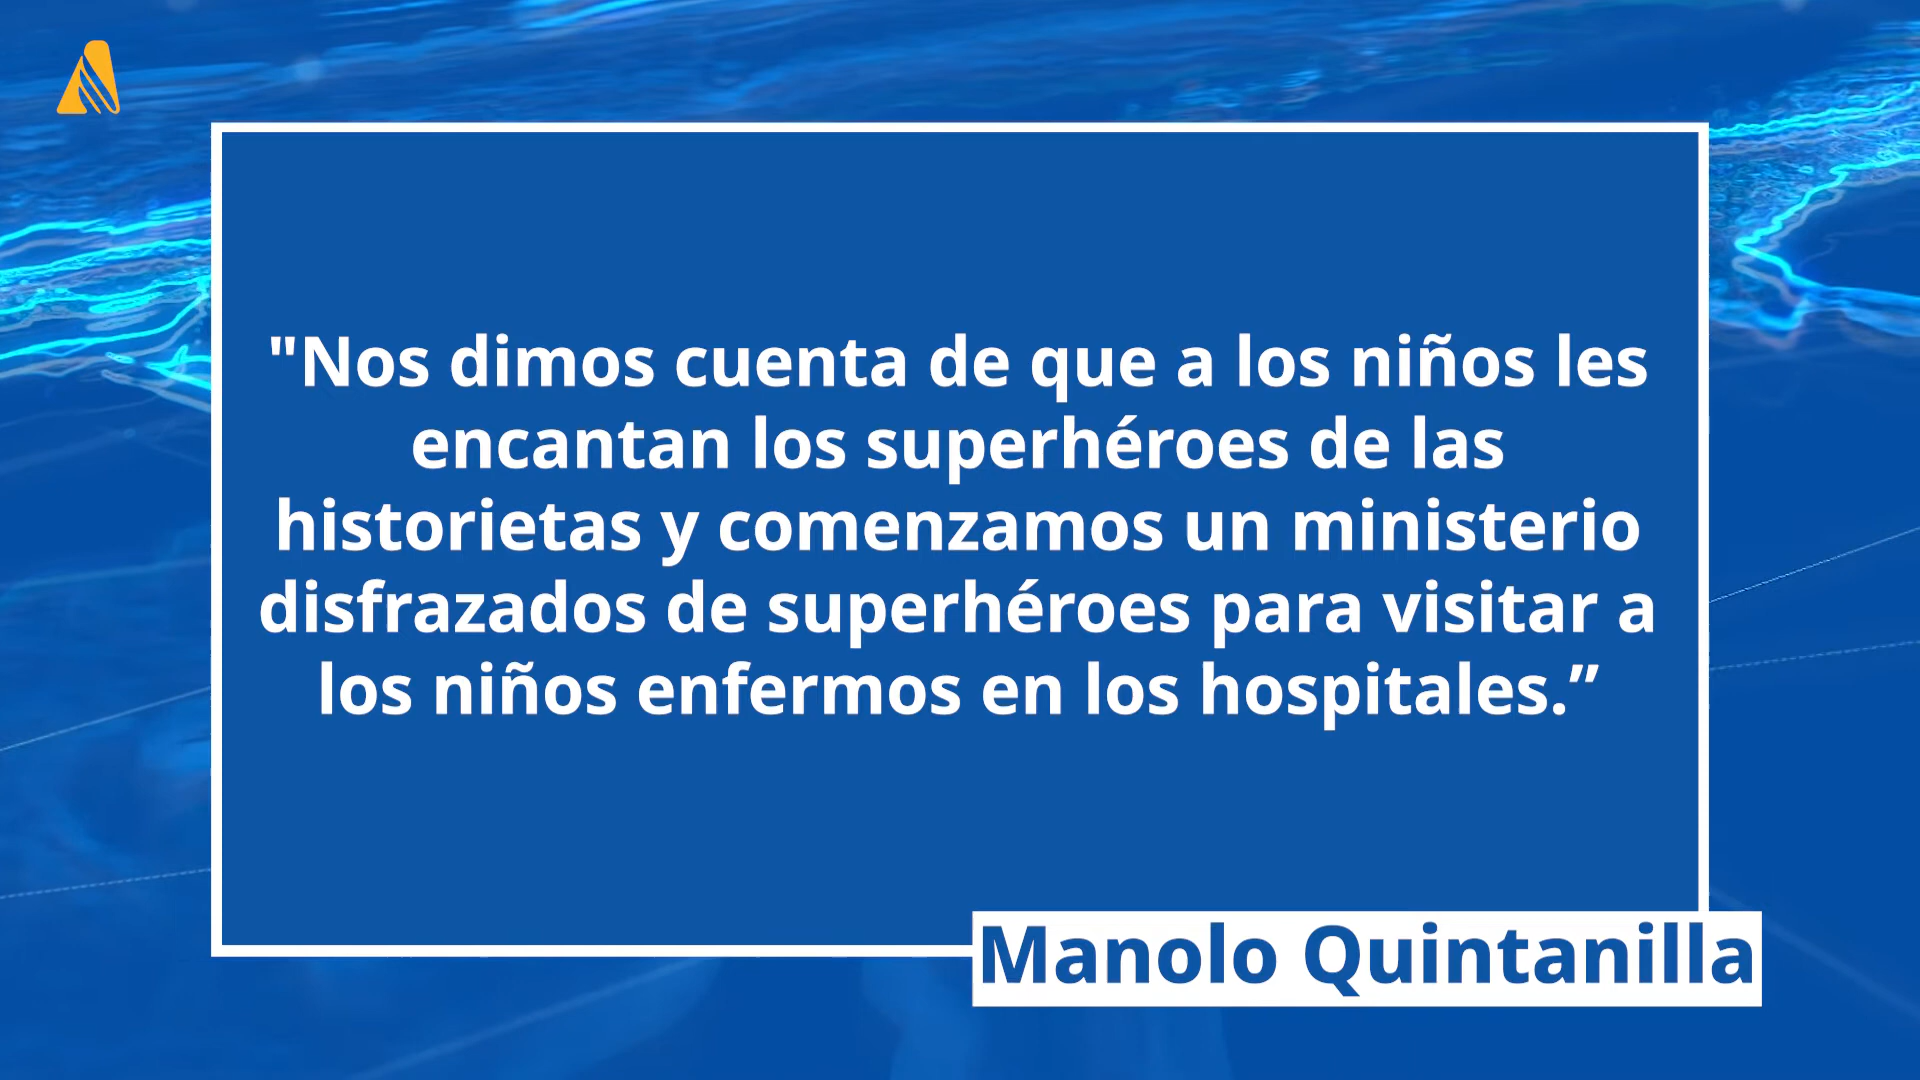 "Nos dimos cuenta de que a los niños les
encantan los superhéroes de las
historietas y comenzamos un ministerio
disfrazados de superhéroes para visitar a
los niños enfermos en los hospitales.”
Manolo Quintanilla